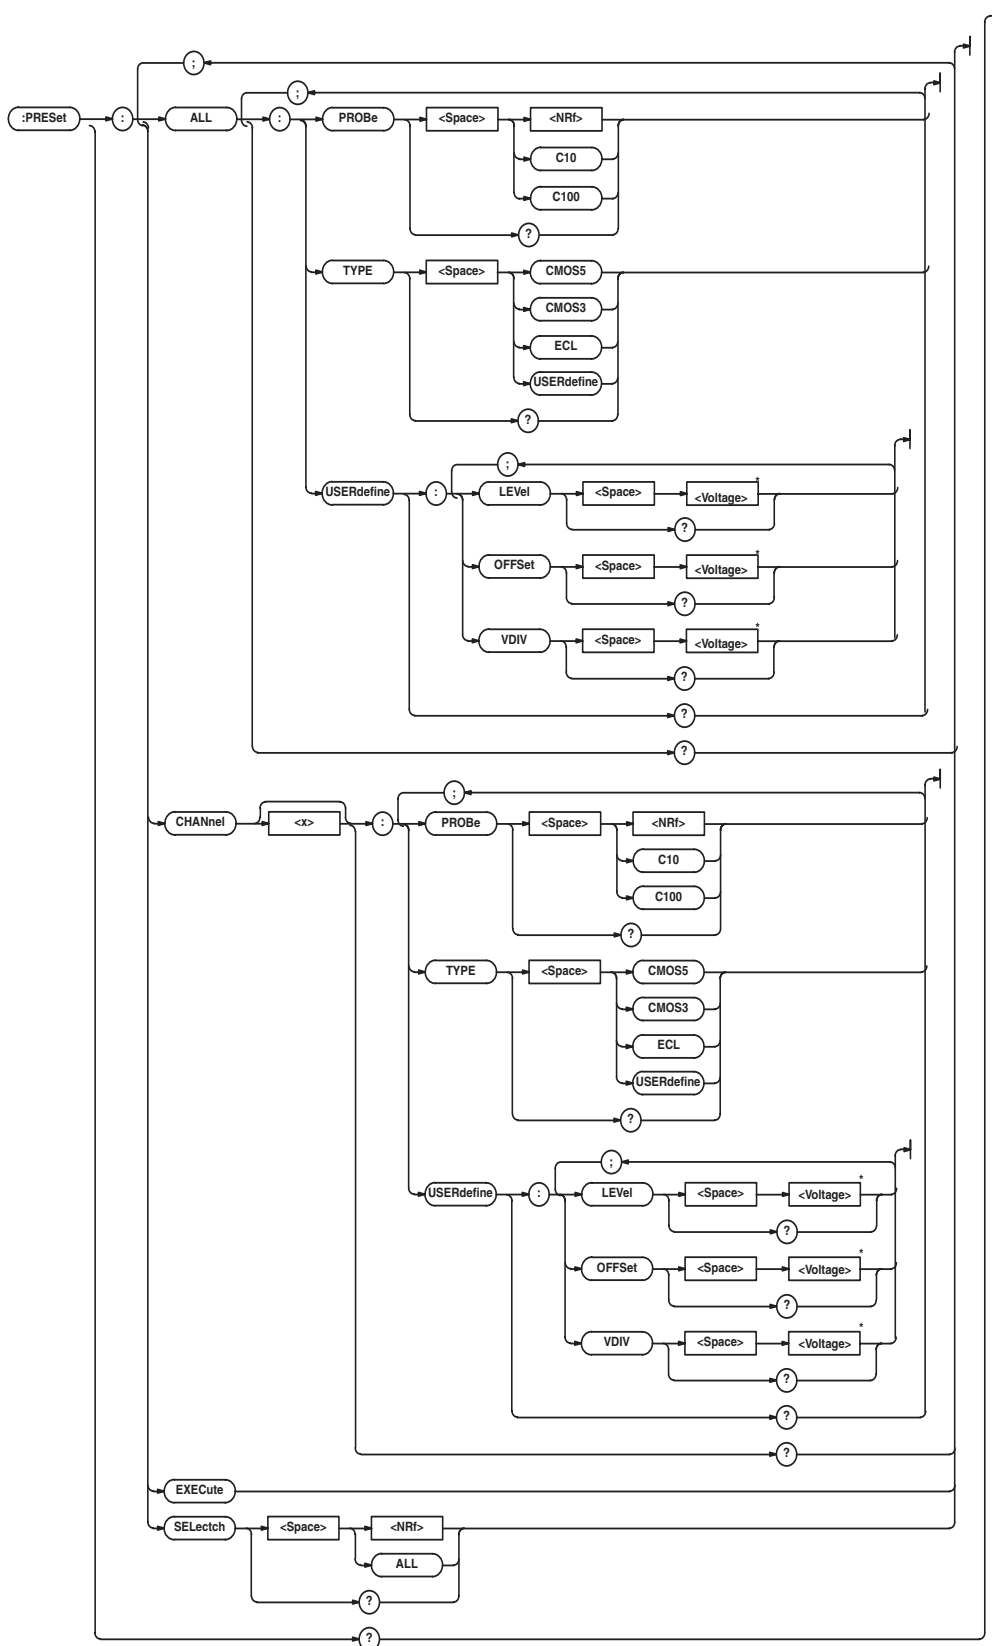 ;
;
:PRESet : ALL : PROBe <Space> <NRf>
C10
C100
?
TYPE <Space> CMOS5
CMOS3
ECL
USERdefine
?
;
USERdefine : LEVel <Space> <Voltage>*
?
OFFSet <Space> <Voltage>*
?
VDIV <Space> <Voltage>*
?
?
?
;
CHANnel <x> : PROBe <Space> <NRf>
C10
C100
?
TYPE <Space> CMOS5
CMOS3
ECL
USERdefine
?
;
USERdefine : LEVel <Space> <Voltage>*
?
OFFSet <Space> <Voltage>*
?
VDIV <Space> <Voltage>*
?
?
?
EXECute
SELectch <Space> <NRf>
ALL
?
?